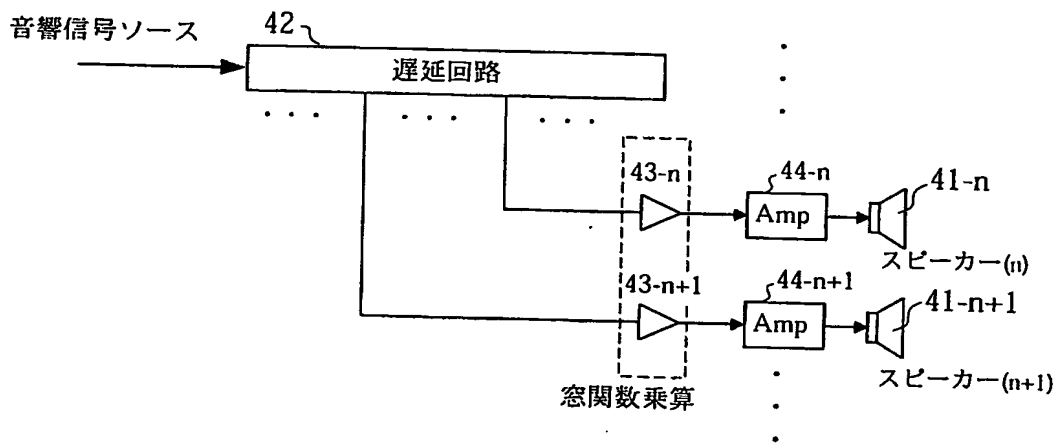 音響信号ソース
42
遅延回路
43-n
44-n
Amp
41-n
スピーカー(n)
43-n+1
44-n+1
Amp
41-n+1
スピーカー(n+1)
窓関数乗算